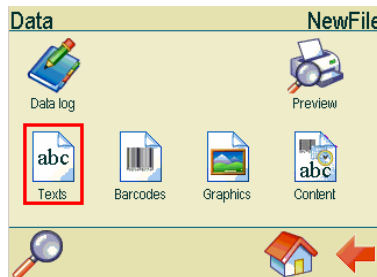 Data NewFile
Data log Preview
abc abc
Texts Barcodes Graphics Content